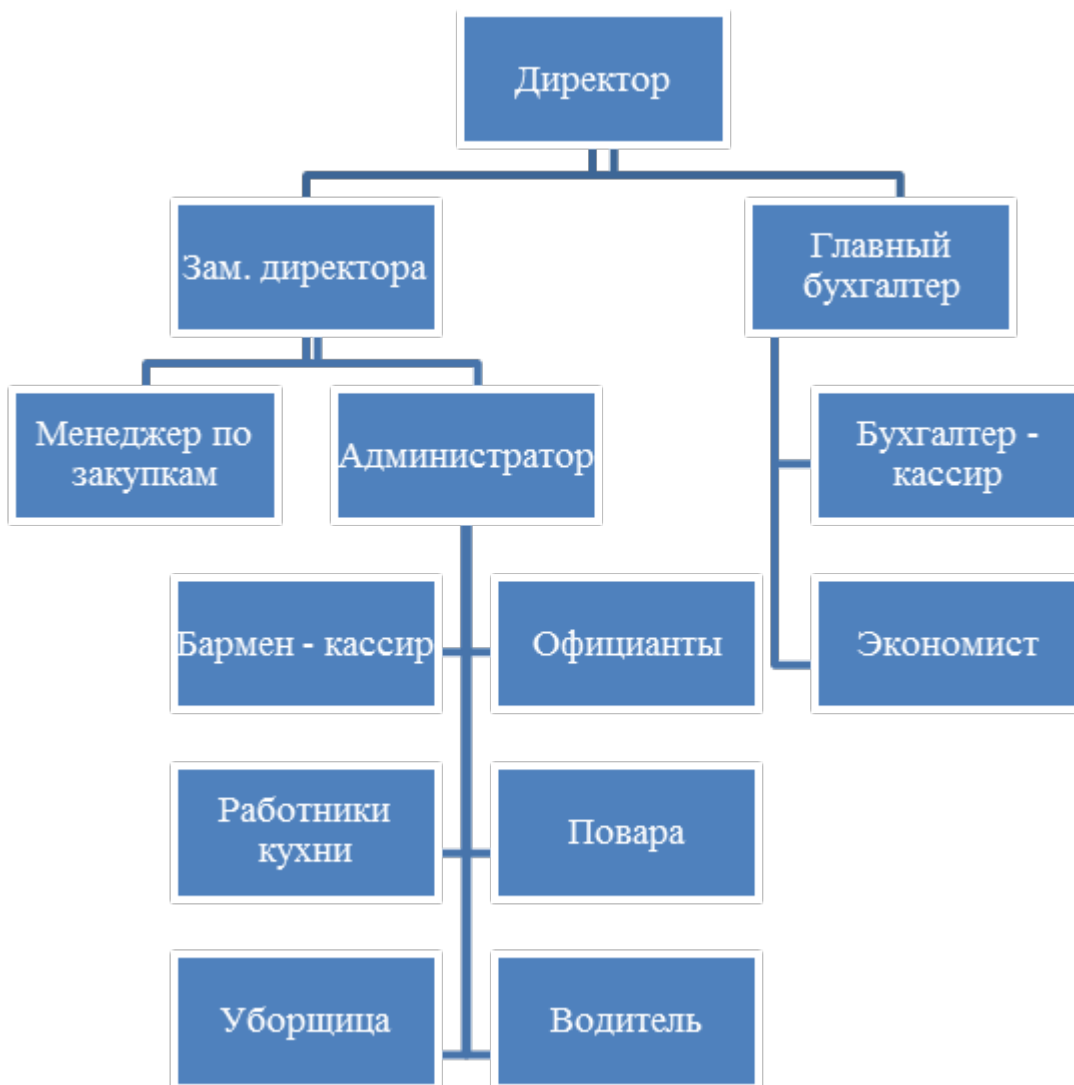 Директор
Зам. директора
Главный
бухгалтер
Менеджер по
закупкам
Администратор
Бухгалтер -
кассир
Бармен - кассир
Официанты
Экономист
Работники
кухни
Повара
Уборщица
Водитель